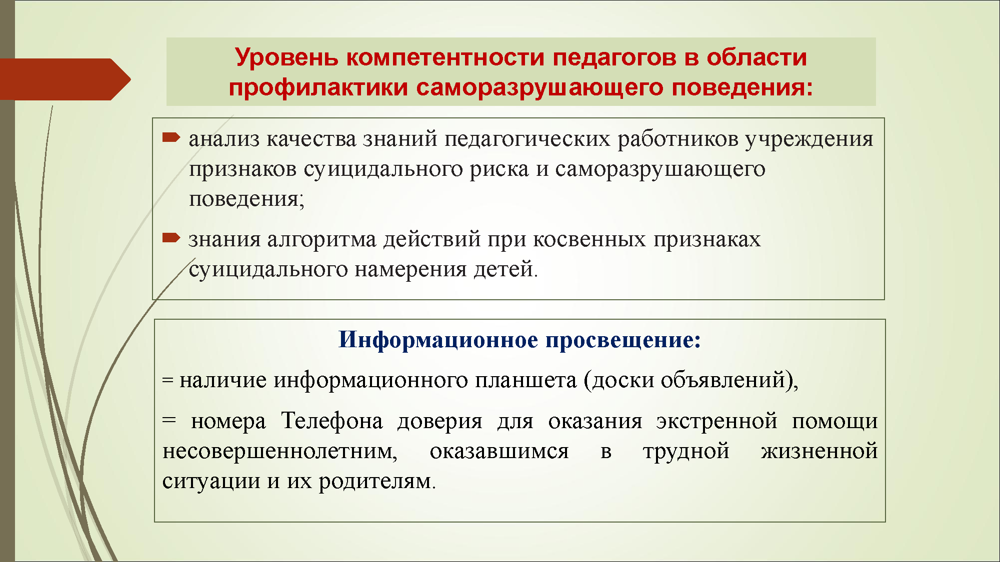 Уровень компетентности педагогов в области
профилактики саморазрушающего поведения:
анализ качества знаний педагогических работников учреждения
признаков суицидального риска и саморазрушающего
поведения;
знания алгоритма действий при косвенных признаках
суицидального намерения детей.
Информационное просвещение:
= наличие информационного планшета (доски объявлений),
= номера Телефона доверия для оказания экстренной помощи
несовершеннолетним, оказавшимся в трудной жизненной
ситуации и их родителям.